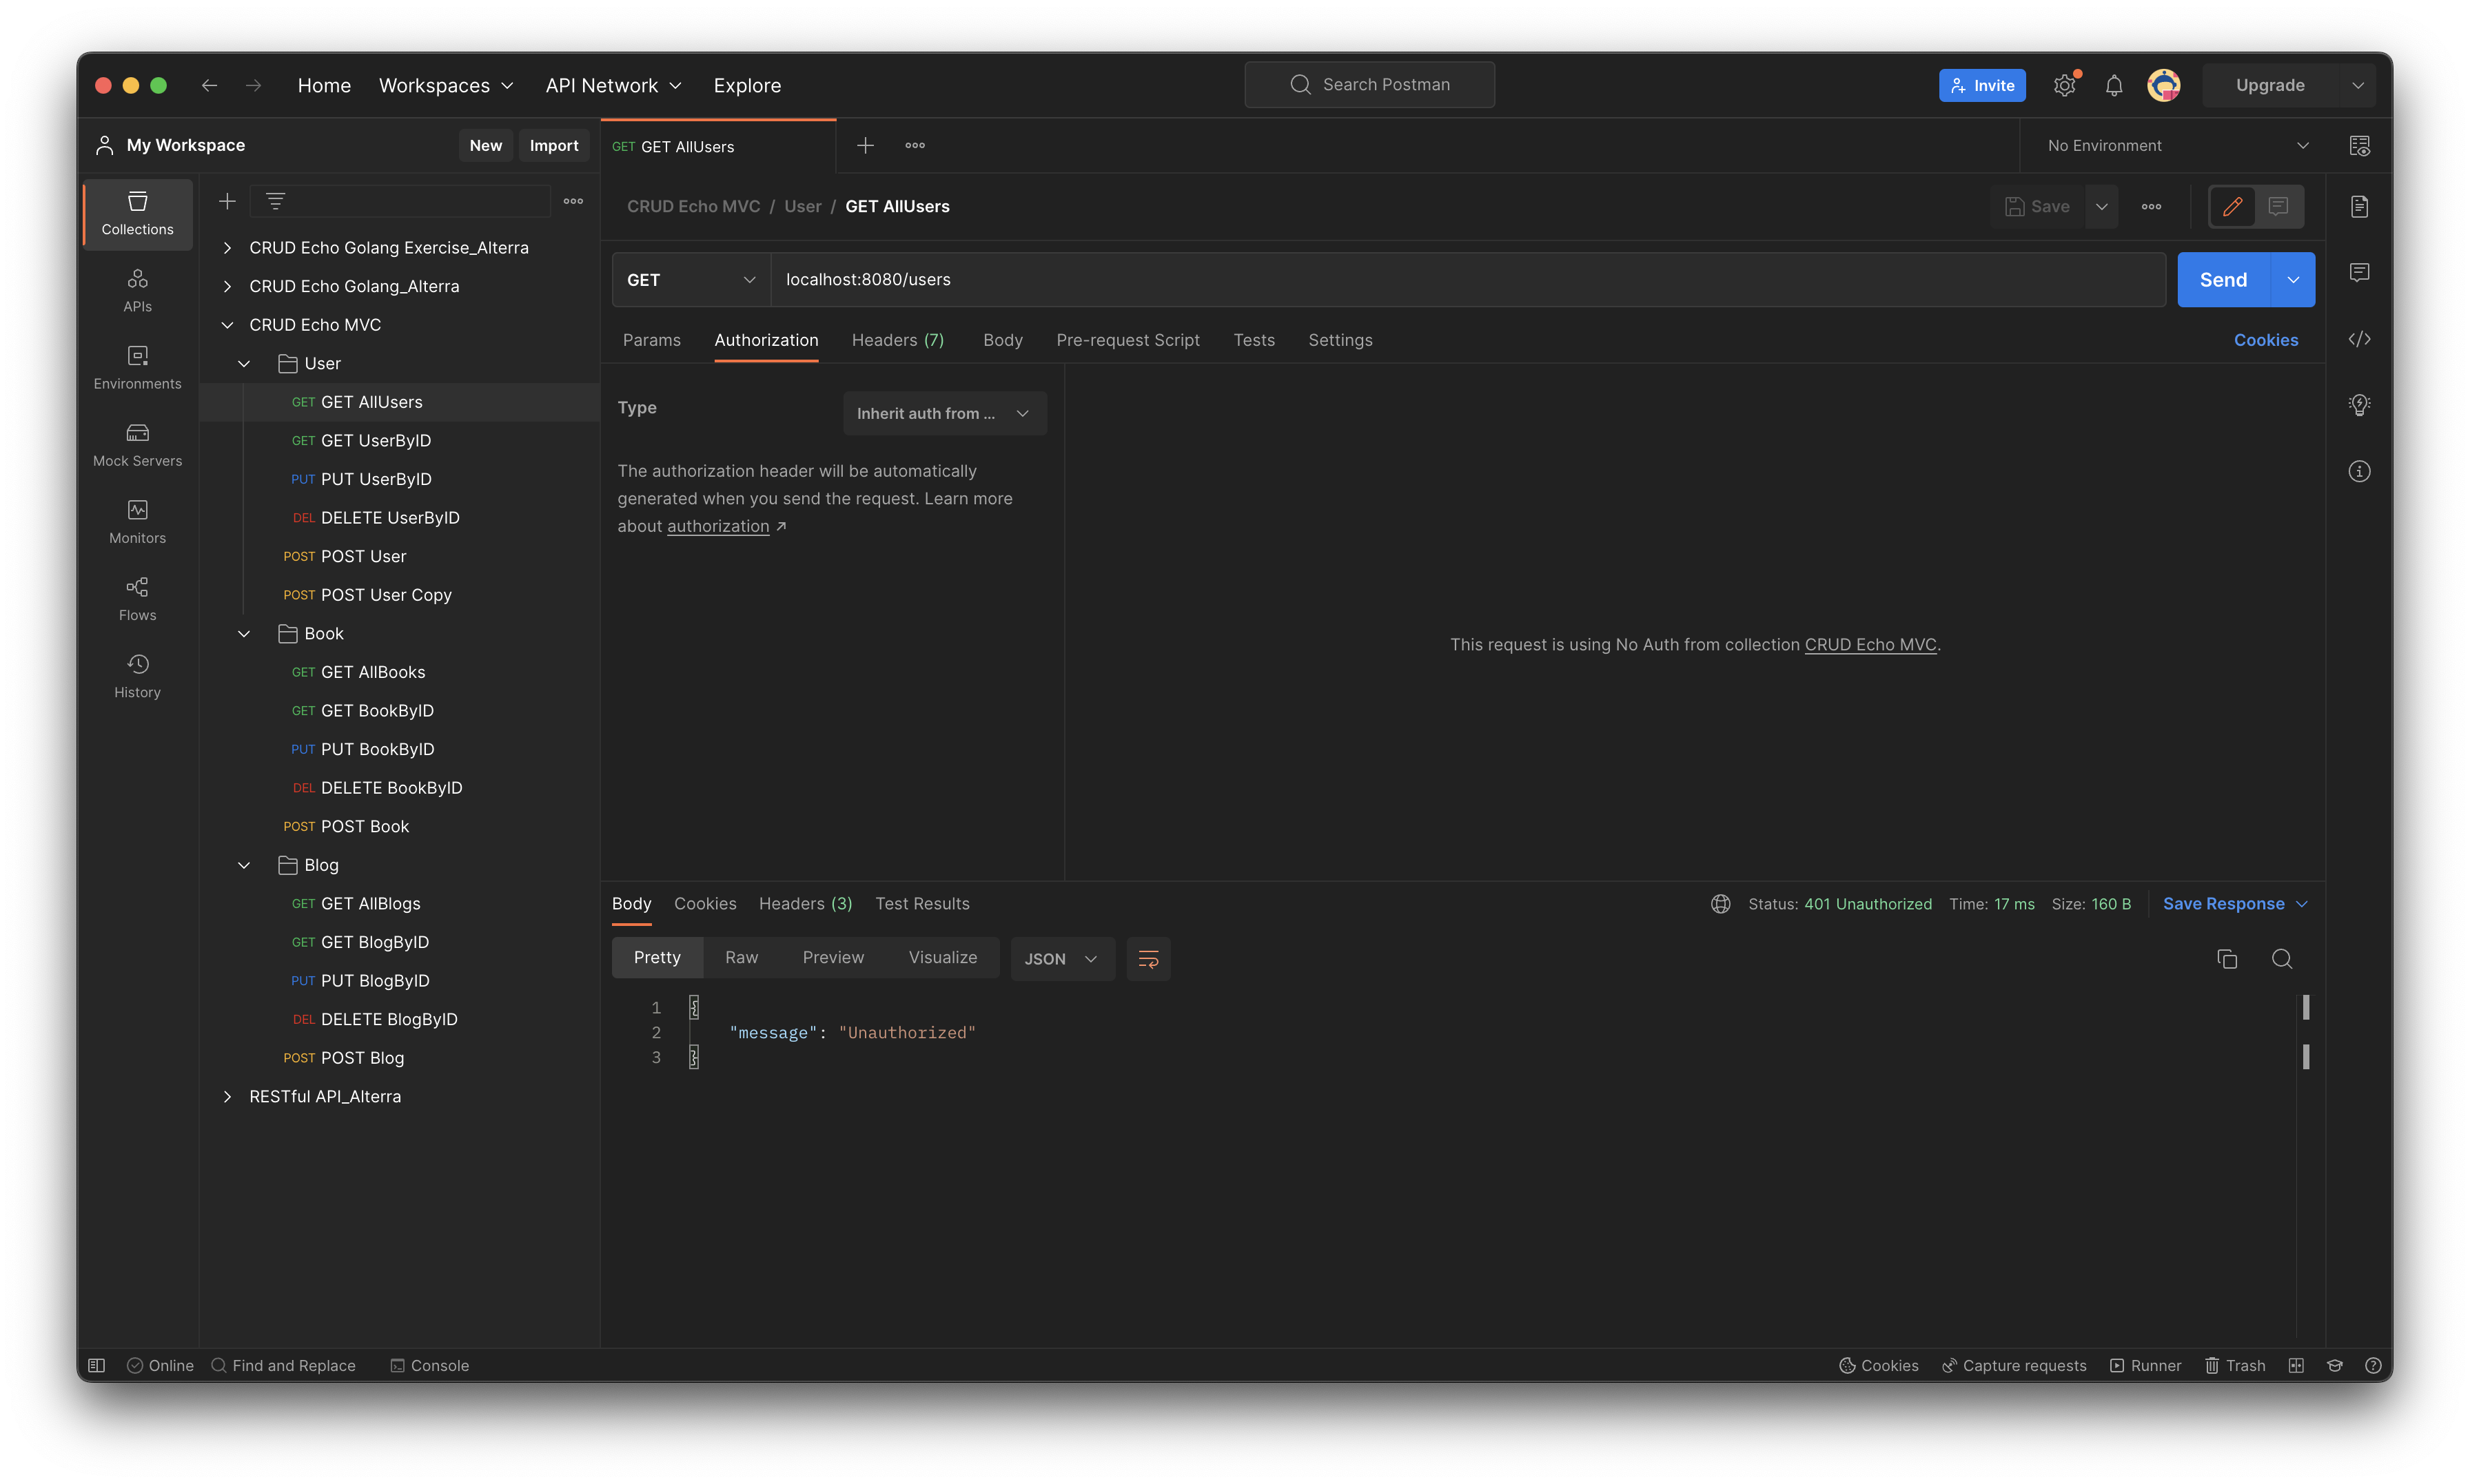 Home Workspaces API Network Explore Search Postman Invite Upgrade
My Workspace New Import GET GET AllUsers No Environment
Collections
APIs
Environments
Mock Servers
Monitors
Flows
History
CRUD Echo Golang Exercise_Alterra
CRUD Echo Golang_Alterra
CRUD Echo MVC
User
GET GET AllUsers
GET GET UserByID
PUT PUT UserByID
DEL DELETE UserByID
POST POST User
POST POST User Copy
Book
GET GET AllBooks
GET GET BookByID
PUT PUT BookByID
DEL DELETE BookByID
POST POST Book
Blog
GET GET AllBlogs
GET GET BlogByID
PUT PUT BlogByID
DEL DELETE BlogByID
POST POST Blog
RESTful API_Alterra
CRUD Echo MVC / User / GET AllUsers Save
GET localhost:8080/users Send
Params Authorization Headers (7) Body Pre-request Script Tests Settings Cookies
Type Inherit auth from ...
The authorization header will be automatically
generated when you send the request. Learn more
about authorization ↗
This request is using No Auth from collection CRUD Echo MVC.
Body Cookies Headers (3) Test Results Status: 401 Unauthorized Time: 17 ms Size: 160 B Save Response
Pretty Raw Preview Visualize JSON
1 {
2 "message": "Unauthorized"
3 }
Online Find and Replace Console Cookies Capture requests Runner Trash